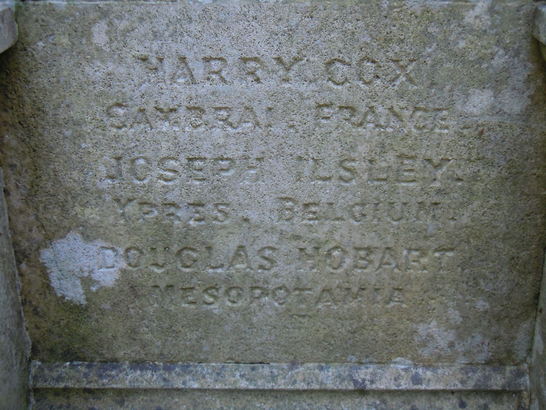 HARRY COX,
CAMBRAI, FRANCE.
JOSEPH ILSLEY.
YPRES, BELGIUM.
DOUGLAS HOBART.
MESOPOTAMIA